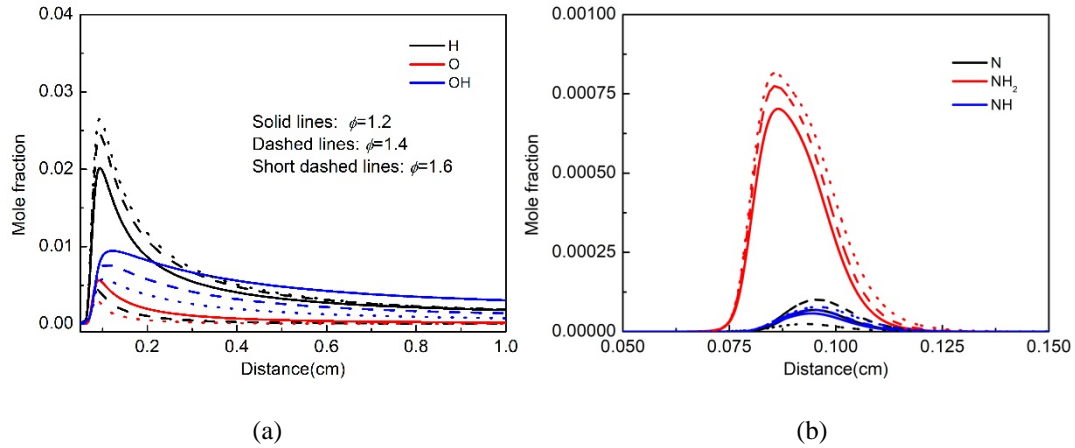 0.04
0.03
0.02
0.01
0.00
Mole fraction
H
O
OH
Solid lines: ϕ=1.2
Dashed lines: ϕ=1.4
Short dashed lines: ϕ=1.6
0.2 0.4 0.6 0.8 1.0
Distance(cm)
(a)
0.00100
0.00075
0.00050
0.00025
0.00000
Mole fraction
N
NH₂
NH
0.050 0.075 0.100 0.125 0.150
Distance(cm)
(b)